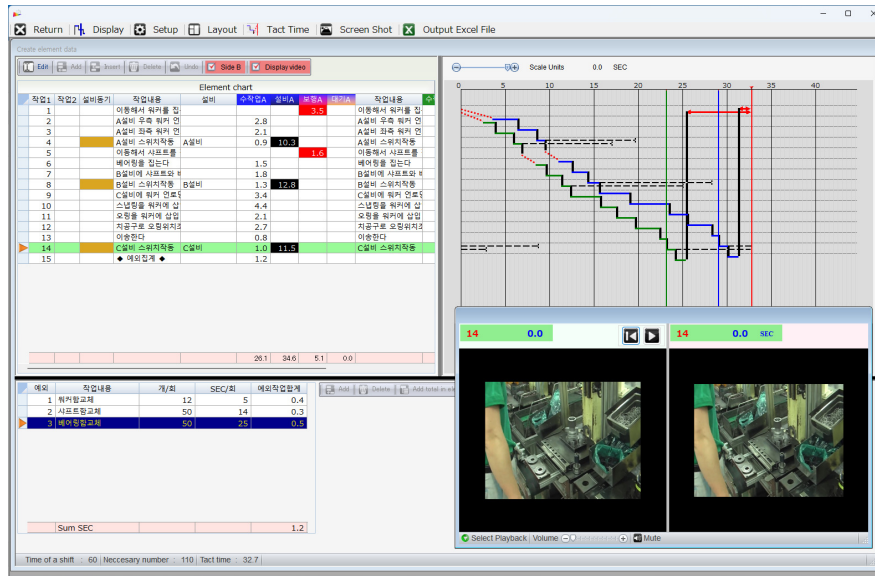 Return Display Setup Layout Tact Time Screen Shot Output Excel File
Create element data
Edit Add Insert Delete Undo Side B Display video
Scale Units 0.0 SEC
Element chart
작업1 작업2 설비동기 작업내용 설비 수작업A 설비A 보행A 대기A 작업내용 수
0 5 10 15 20 25 30 35 40
1 이동해서 워커를 집 3.5 이동해서 워커를 집
2 A설비 우측 워커 언 2.8 A설비 우측 워커 언
3 A설비 좌측 워커 언 2.1 A설비 좌측 워커 언
4 A설비 스위치작동 A설비 0.9 10.3 A설비 스위치작동
5 이동해서 샤프트를 1.6 이동해서 샤프트를
6 베어링을 집는다 1.5 베어링을 집는다
7 B설비에 샤프트와 1.8 B설비에 샤프트와
8 B설비 스위치작동 B설비 1.3 12.8 B설비 스위치작동
9 C설비에 워커 언로 3.4 C설비에 워커 언로
10 스냅링을 워커에 삽 4.4 스냅링을 워커에 삽
11 오링을 워커에 삽입 2.1 오링을 워커에 삽입
12 치공구로 오링위치조 2.7 치공구로 오링위치조
13 이송한다 0.8 이송한다
14 C설비 스위치작동 C설비 1.0 11.5 C설비 스위치작동
15 ◆ 예외집계 ◆ 1.2
26.1 34.6 5.1 0.0
14 0.0 14 0.0 SEC
예외 작업내용 개/회 SEC/회 예외작업합계
Add Delete Add total in ele
1 워커함교체 12 5 0.4
2 샤프트함교체 50 14 0.3
3 베어링함교체 50 25 0.5
Sum SEC 1.2
Select Playback Volume Mute
Time of a shift : 60 Neccesary number : 110 Tact time : 32.7